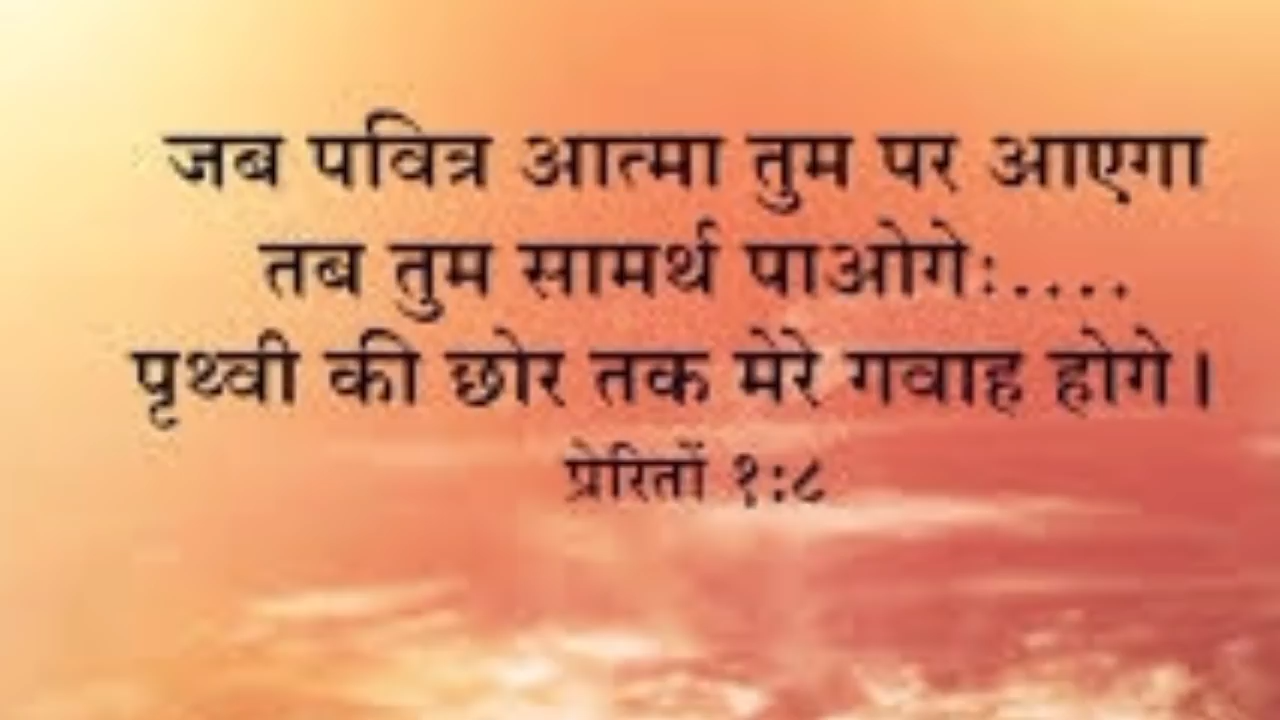 जब पवित्र आत्मा तुम पर आएगा
तब तुम सामर्थ पाओगेः....
पृथ्वी की छोर तक मेरे गवाह होगे।
प्रेरितों १:८